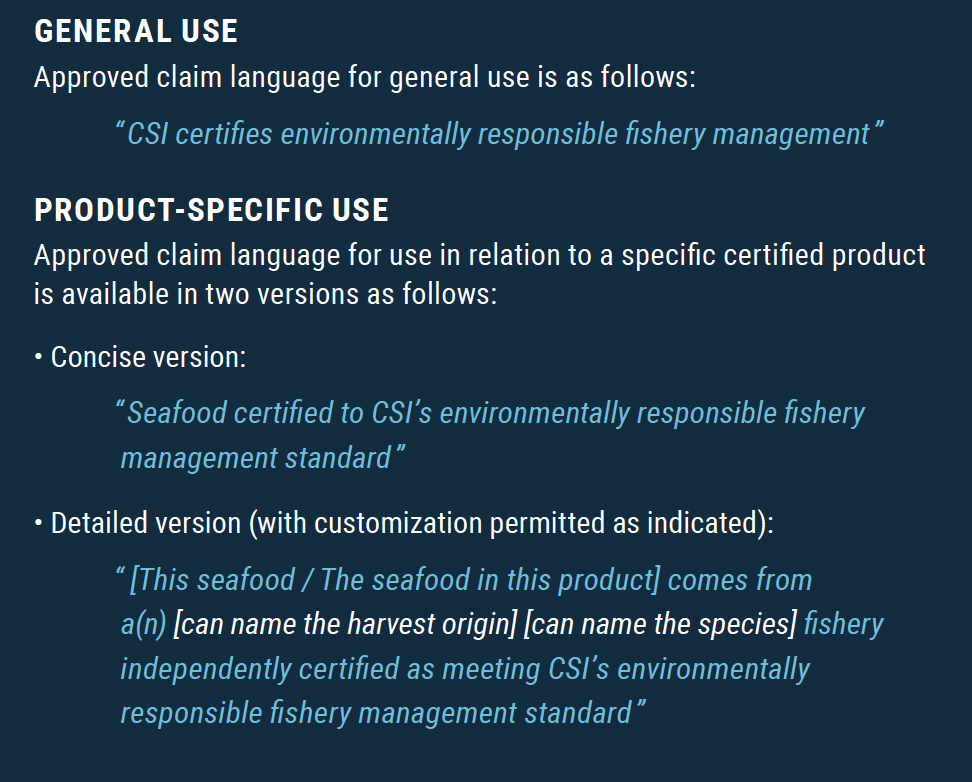 GENERAL USE
Approved claim language for general use is as follows:
“CSI certifies environmentally responsible fishery management”
PRODUCT-SPECIFIC USE
Approved claim language for use in relation to a specific certified product
is available in two versions as follows:
• Concise version:
“Seafood certified to CSI’s environmentally responsible fishery
management standard”
• Detailed version (with customization permitted as indicated):
“[This seafood / The seafood in this product] comes from
a(n) [can name the harvest origin] [can name the species] fishery
independently certified as meeting CSI’s environmentally
responsible fishery management standard”